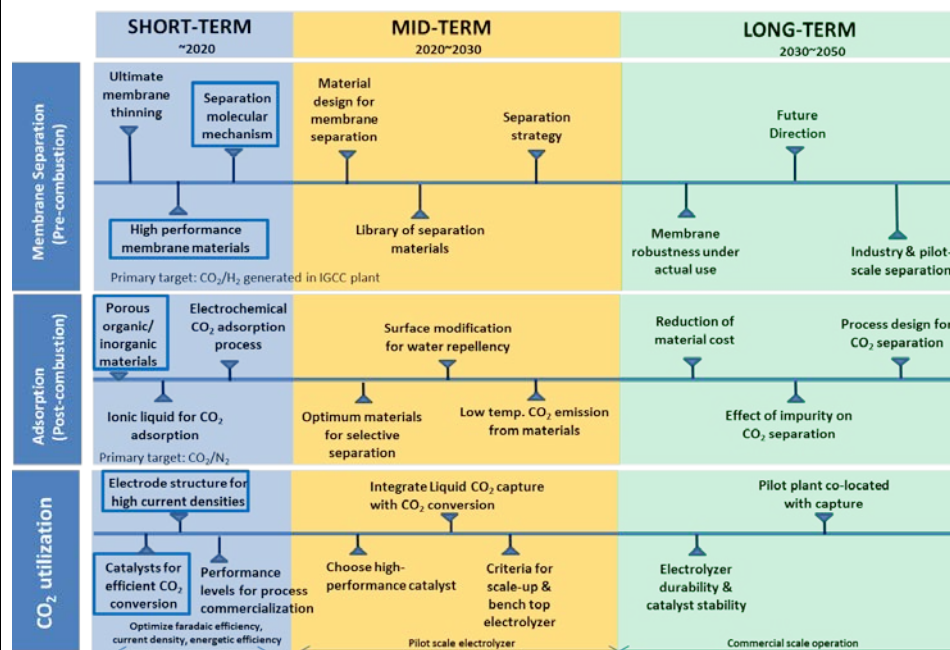 SHORT-TERM
~2020
MID-TERM
2020~2030
LONG-TERM
2030~2050
Membrane Separation
(Pre-combustion)
Ultimate
membrane
thinning
Separation
molecular
mechanism
High performance
membrane materials
Primary target: CO₂/H₂ generated in IGCC plant
Material
design for
membrane
separation
Library of separation
materials
Separation
strategy
Membrane
robustness under
actual use
Future
Direction
Industry & pilot-
scale separation
Adsorption
(Post-combustion)
Porous
organic/
inorganic
materials
Ionic liquid for CO₂
adsorption
Electrochemical
CO₂ adsorption
process
Primary target: CO₂/N₂
Optimum materials
for selective
separation
Surface modification
for water repellency
Low temp. CO₂ emission
from materials
Reduction of
material cost
Effect of impurity on
CO₂ separation
Process design for
CO₂ separation
CO₂ utilization
Electrode structure for
high current densities
Catalysts for
efficient CO₂
conversion
Performance
levels for process
commercialization
Optimize faradaic efficiency,
current density, energetic efficiency
Integrate Liquid CO₂ capture
with CO₂ conversion
Choose high-
performance catalyst
Criteria for
scale-up &
bench top
electrolyzer
Pilot scale electrolyzer
Pilot plant co-located
with capture
Electrolyzer
durability &
catalyst stability
Commercial scale operation